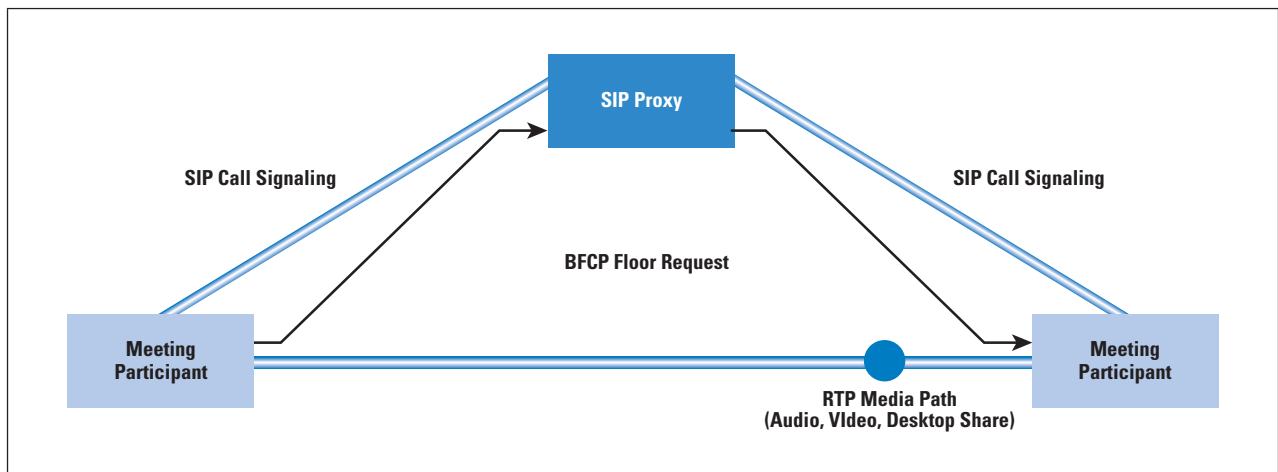 SIP Proxy
SIP Call Signaling
SIP Call Signaling
BFCP Floor Request
Meeting
Participant
Meeting
Participant
RTP Media Path
(Audio, VIdeo, Desktop Share)